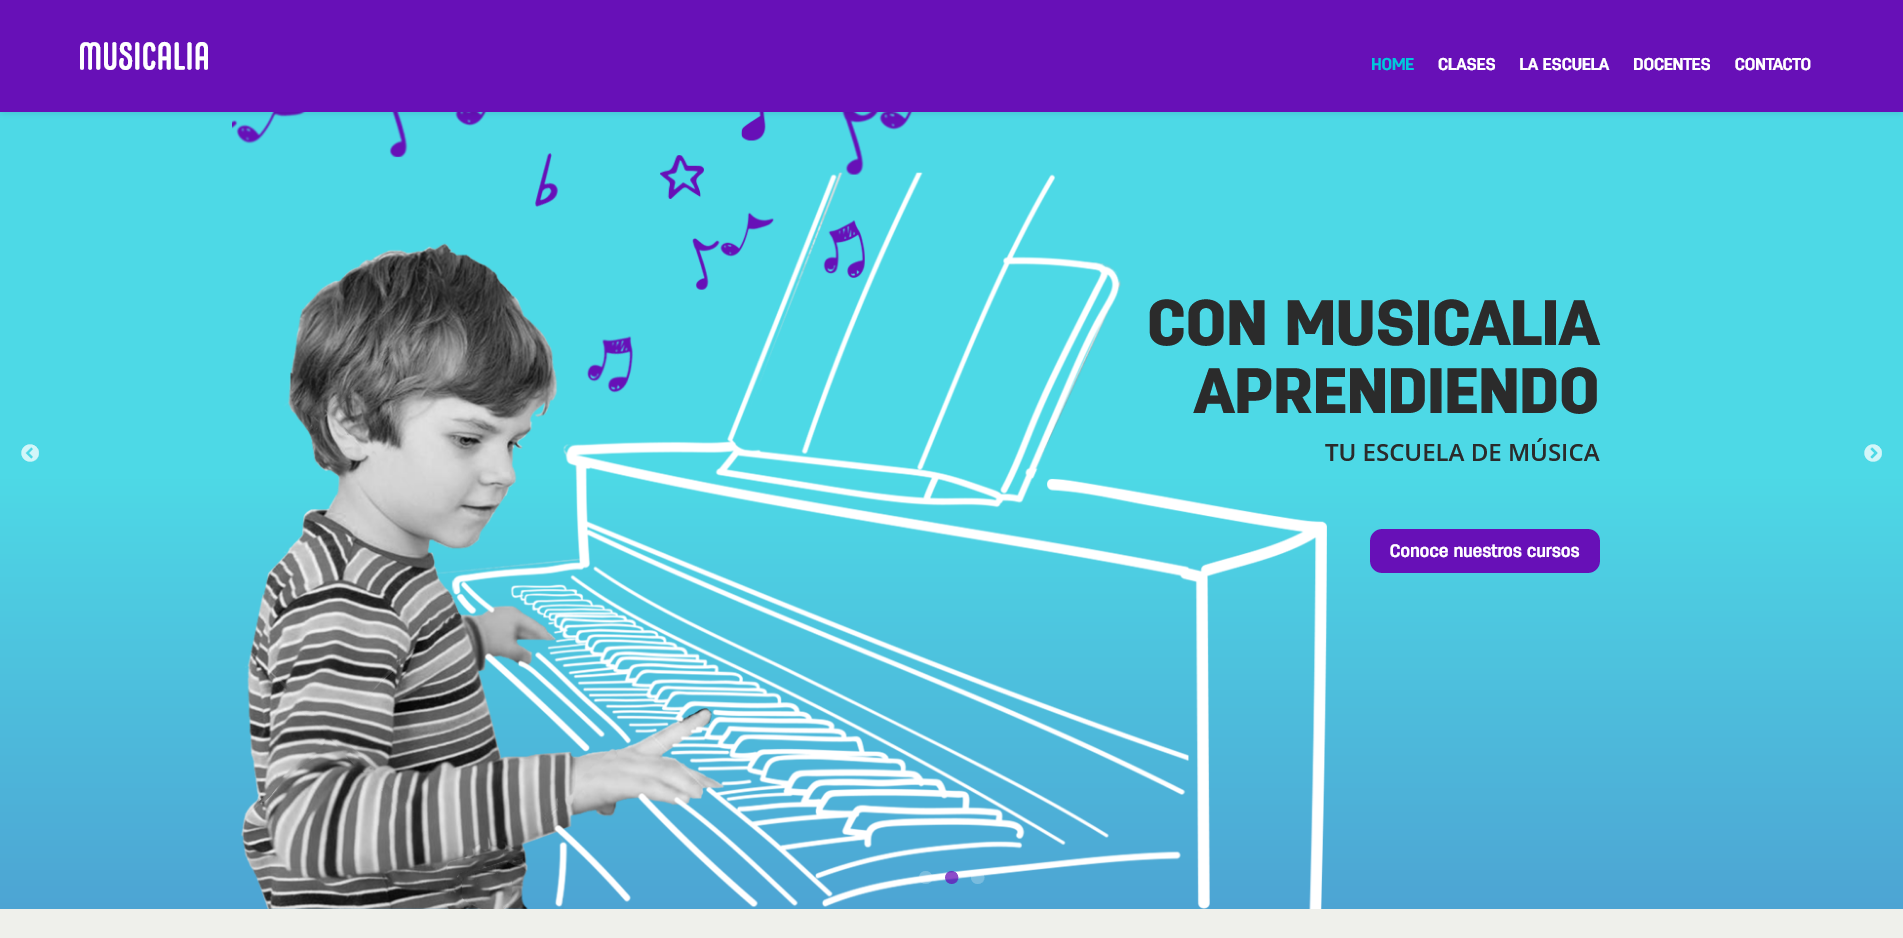 MUSICALIA
HOME CLASES LA ESCUELA DOCENTES CONTACTO
CON MUSICALIA
APRENDIENDO
TU ESCUELA DE MÚSICA
Conoce nuestros cursos